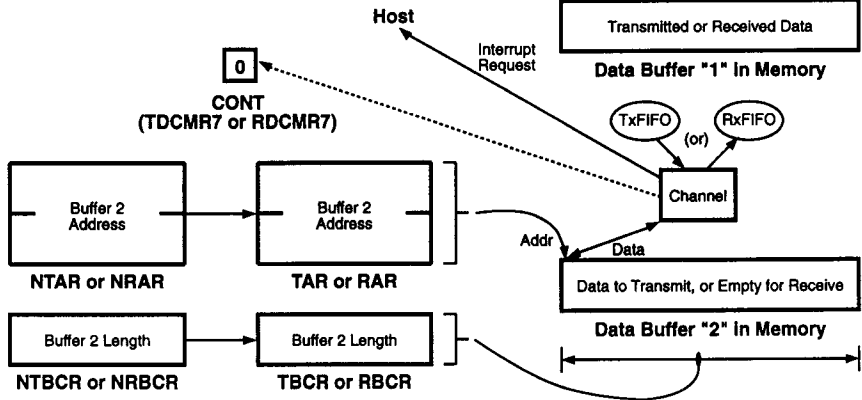 Host
Transmitted or Received Data
Interrupt
Request
Data Buffer "1" in Memory
0
CONT
(TDCMR7 or RDCMR7)
TxFIFO
(or)
RxFIFO
Channel
Buffer 2
Address
Buffer 2
Address
Addr
Data
NTAR or NRAR
TAR or RAR
Data to Transmit, or Empty for Receive
Data Buffer "2" in Memory
Buffer 2 Length
Buffer 2 Length
NTBCR or NRBCR
TBCR or RBCR